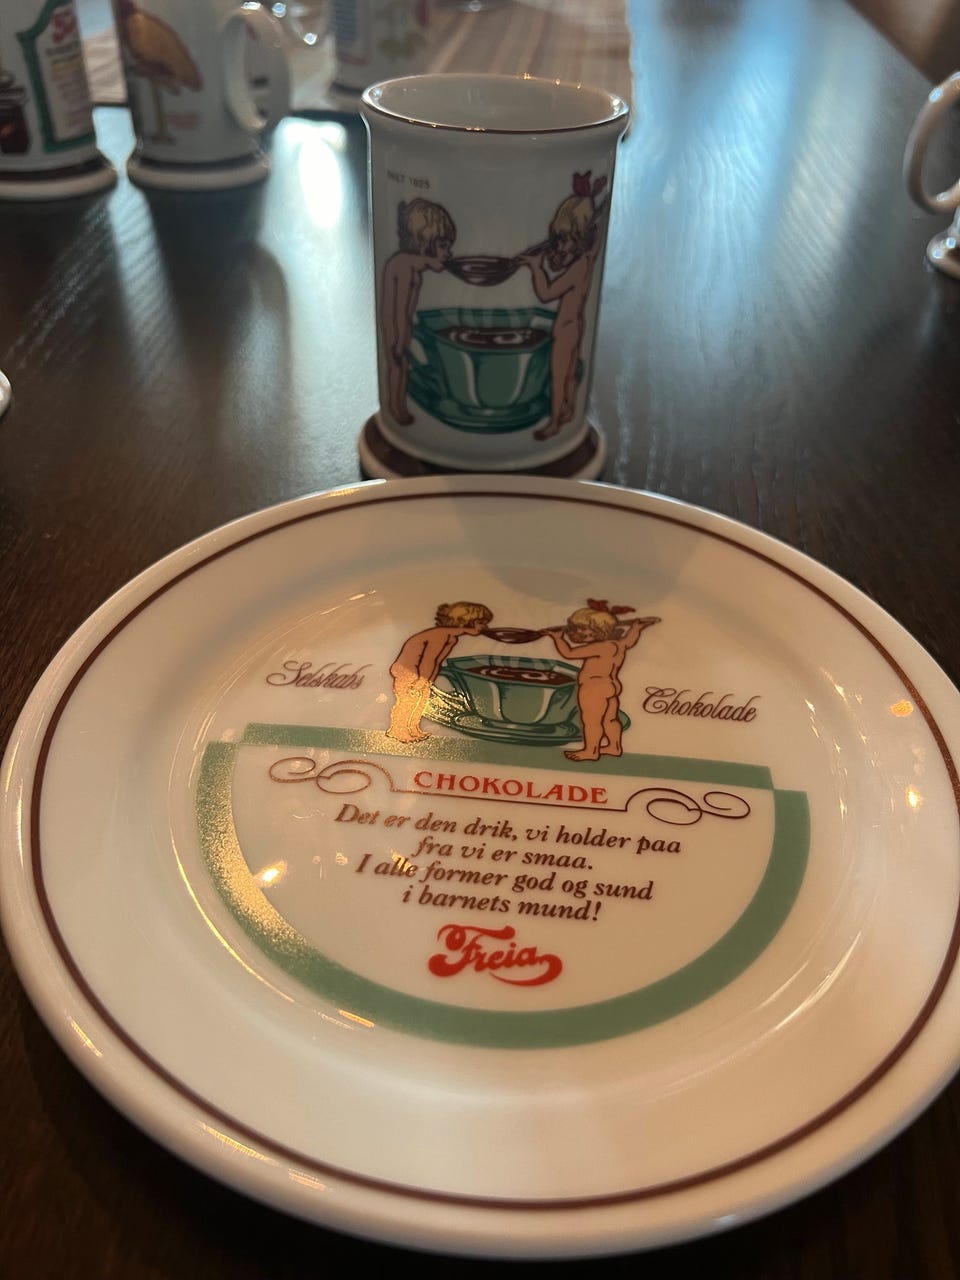 1925
Selskabs
Chokolade
CHOKOLADE
Det er den drik, vi holder paa
fra vi er smaa.
I alle former god og sund
i barnets mund!
Freia